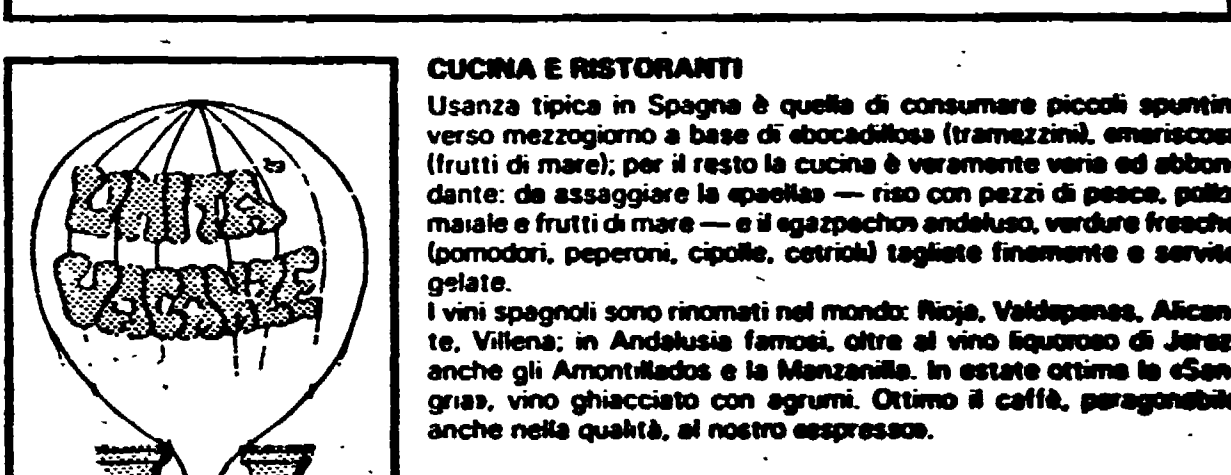 CUCINA E RISTORANTI
Usanza tipica in Spagna è quella di consumare piccoli spuntin
verso mezzogiorno a base di «bocadillos» (tramezzini), «mariscos»
(frutti di mare); per il resto la cucina è veramente varia ed abbon
dante: da assaggiare la «paella» — riso con pezzi di pesce, pollo
maiale e frutti di mare — e il «gazpacho» andaluso, verdure fresche
(pomodori, peperoni, cipolle, cetrioli) tagliate finemente e servite
gelate.
I vini spagnoli sono rinomati nel mondo: Rioja, Valdepenas, Alican
te, Villena; in Andalusia famosi, oltre al vino liquoroso di Jerez
anche gli Amontillados e la Manzanilla. In estate ottima la «San
gria», vino ghiacciato con agrumi. Ottimo il caffè, paragonabile
anche nella qualità, al nostro «espresso».